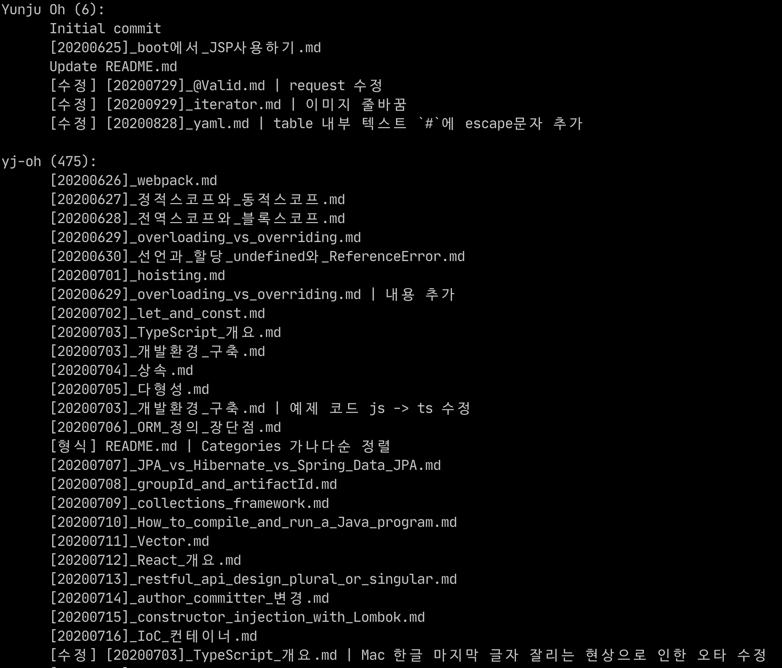 Yunju Oh (6):
Initial commit
[20200625]_boot에서_JSP사용하기.md
Update README.md
[수정] [20200729]_@Valid.md | request 수정
[수정] [20200929]_iterator.md | 이미지 줄바꿈
[수정] [20200828]_yaml.md | table 내부 텍스트 `#`에 escape문자 추가
yj-oh (475):
[20200626]_webpack.md
[20200627]_정적스코프와_동적스코프.md
[20200628]_전역스코프와_블록스코프.md
[20200629]_overloading_vs_overriding.md
[20200630]_선언과_할당_undefined와_ReferenceError.md
[20200701]_hoisting.md
[20200629]_overloading_vs_overriding.md | 내용 추가
[20200702]_let_and_const.md
[20200703]_TypeScript_개요.md
[20200703]_개발환경_구축.md
[20200704]_상속.md
[20200705]_다형성.md
[20200703]_개발환경_구축.md | 예제 코드 js -> ts 수정
[20200706]_ORM_정의_장단점.md
[형식] README.md | Categories 가나다순 정렬
[20200707]_JPA_vs_Hibernate_vs_Spring_Data_JPA.md
[20200708]_groupId_and_artifactId.md
[20200709]_collections_framework.md
[20200710]_How_to_compile_and_run_a_Java_program.md
[20200711]_Vector.md
[20200712]_React_개요.md
[20200713]_restful_api_design_plural_or_singular.md
[20200714]_author_committer_변경.md
[20200715]_constructor_injection_with_Lombok.md
[20200716]_IoC_컨테이너.md
[수정] [20200703]_TypeScript_개요.md | Mac 한글 마지막 글자 잘리는 현상으로 인한 오타 수정